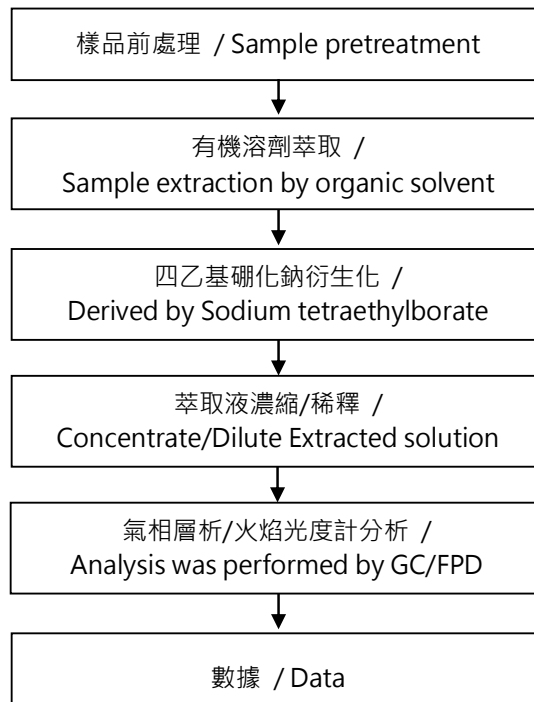 樣品前處理 / Sample pretreatment
有機溶劑萃取 /
Sample extraction by organic solvent
四乙基硼化鈉衍生化 /
Derived by Sodium tetraethylborate
萃取液濃縮/稀釋 /
Concentrate/Dilute Extracted solution
氣相層析/火焰光度計分析 /
Analysis was performed by GC/FPD
數據 / Data